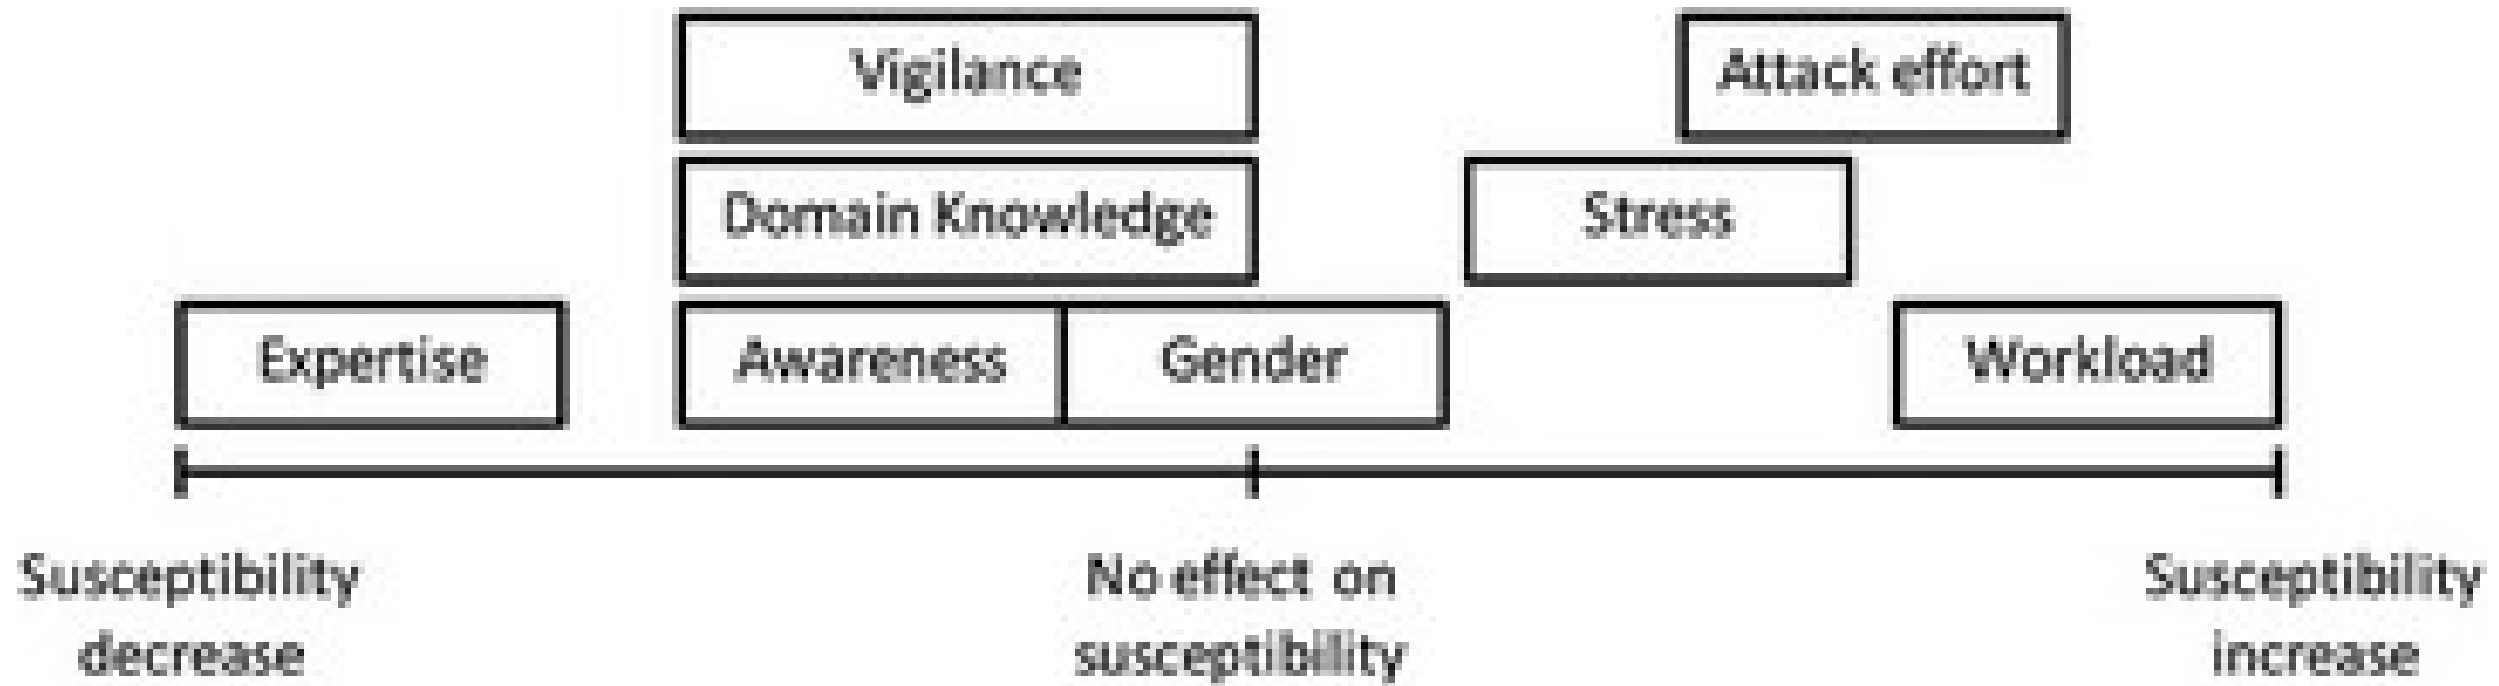 Vigilance
Attack effort
Domain Knowledge
Stress
Expertise
Awareness
Gender
Workload
Susceptibility
decrease
No effect on
susceptibility
Susceptibility
increase